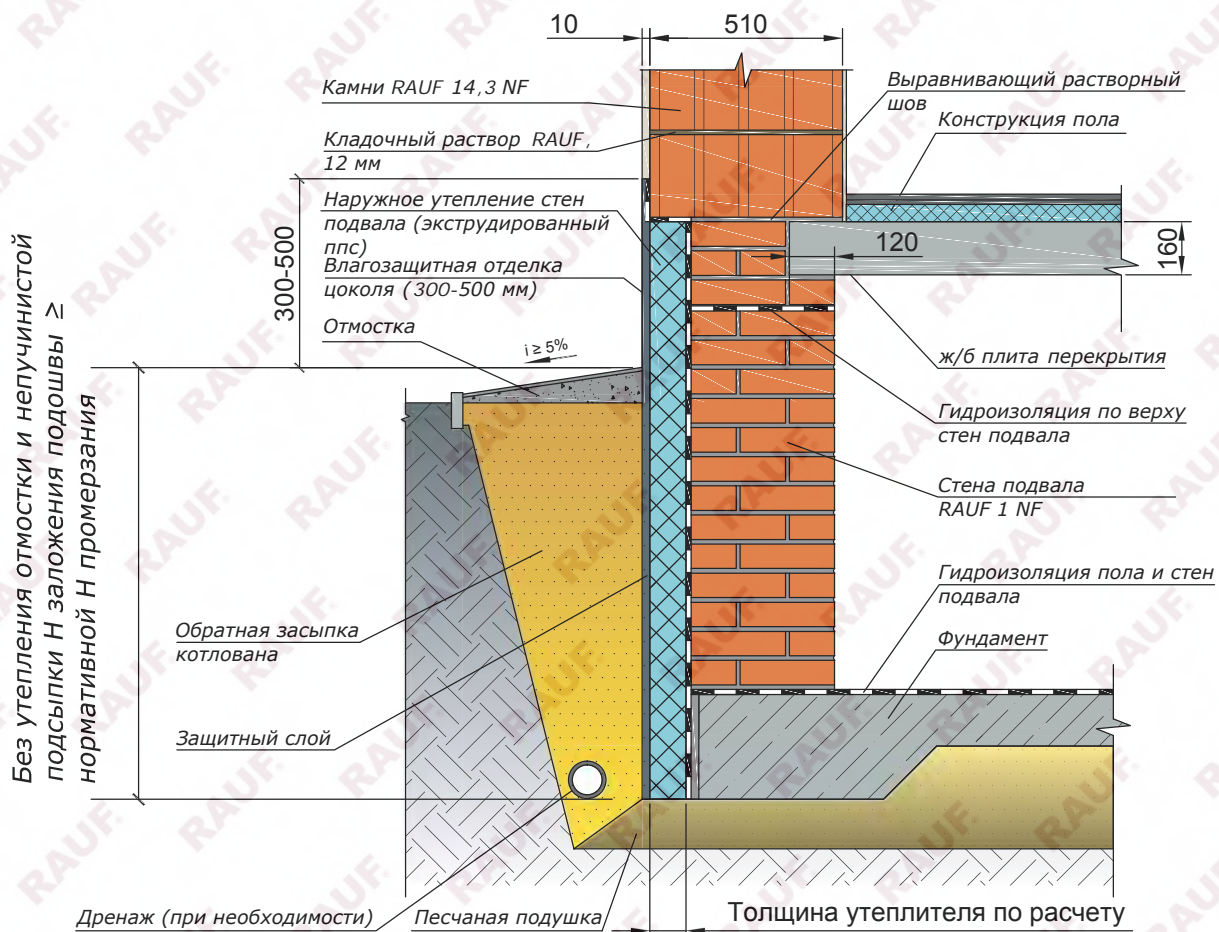 10
510
Камни RAUF 14,3 NF
Кладочный раствор RAUF,
12 мм
Наружное утепление стен
подвала (экструдированный
ппс)
Влагозащитная отделка
цоколя (300-500 мм)
Отмостка
i ≥ 5%
300-500
Без утепления отмостки и непучинистой
подсыпки Н заложения подошвы ≥
нормативной Н промерзания
Обратная засыпка
котлована
Защитный слой
Дренаж (при необходимости)
Песчаная подушка
Толщина утеплителя по расчету
Выравнивающий растворный
шов
Конструкция пола
120
160
ж/б плита перекрытия
Гидроизоляция по верху
стен подвала
Стена подвала
RAUF 1 NF
Гидроизоляция пола и стен
подвала
Фундамент
RAUF